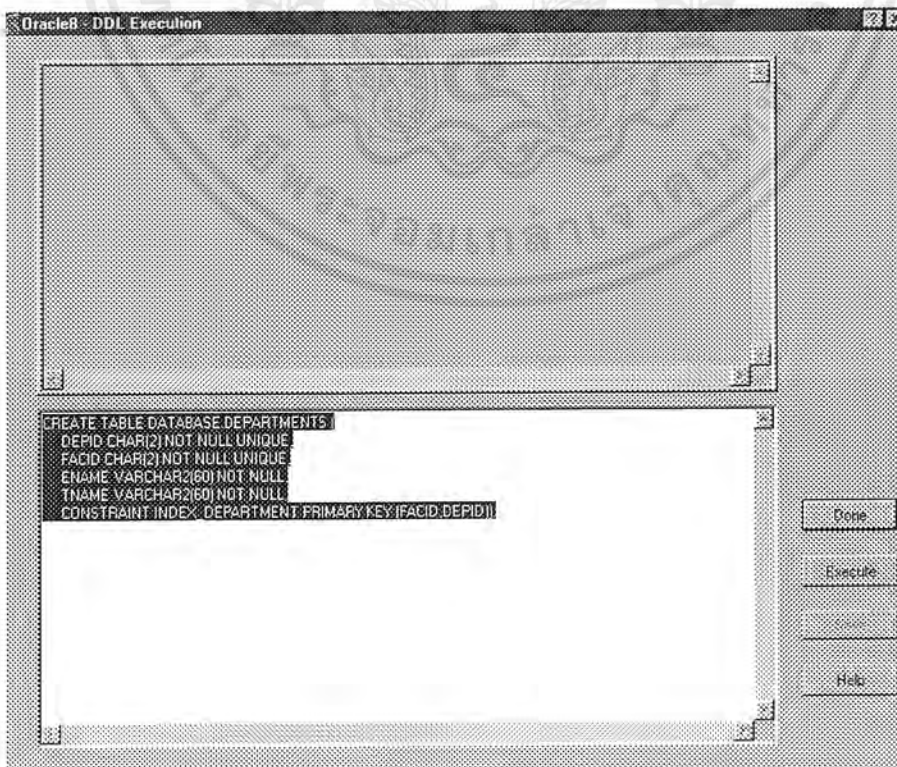 Oracle8 - DDL Execution
CREATE TABLE DATABASE.DEPARTMENTS (
DEPID CHAR(2) NOT NULL UNIQUE,
FACID CHAR(2) NOT NULL UNIQUE,
ENAME VARCHAR2(60) NOT NULL,
TNAME VARCHAR2(60) NOT NULL,
CONSTRAINT INDEX_DEPARTMENT PRIMARY KEY (FACID,DEPID));
Done
Execute
Help